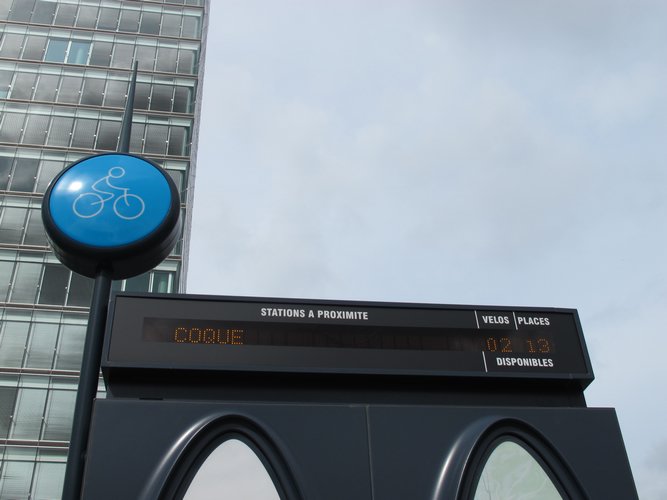 STATIONS A PROXIMITE VELOS PLACES
COQUE 02 13
DISPONIBLES